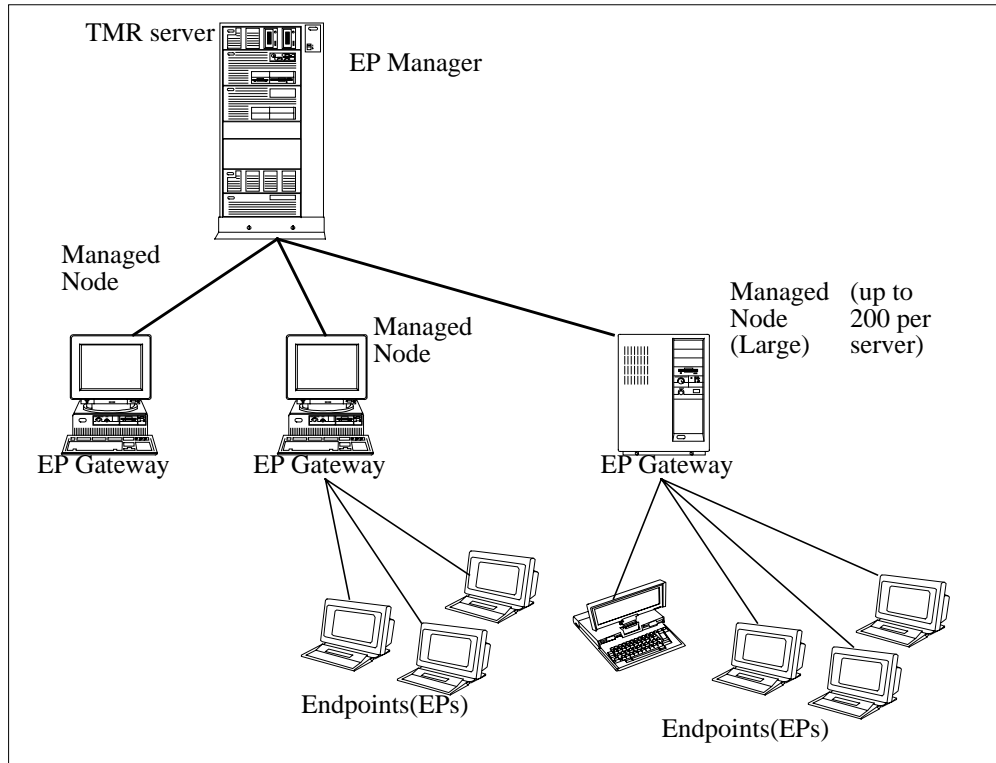 TMR server
EP Manager
Managed
Node
Managed
Node
Managed
Node
(Large)
(up to
200 per
server)
EP Gateway
EP Gateway
EP Gateway
Endpoints(EPs)
Endpoints(EPs)